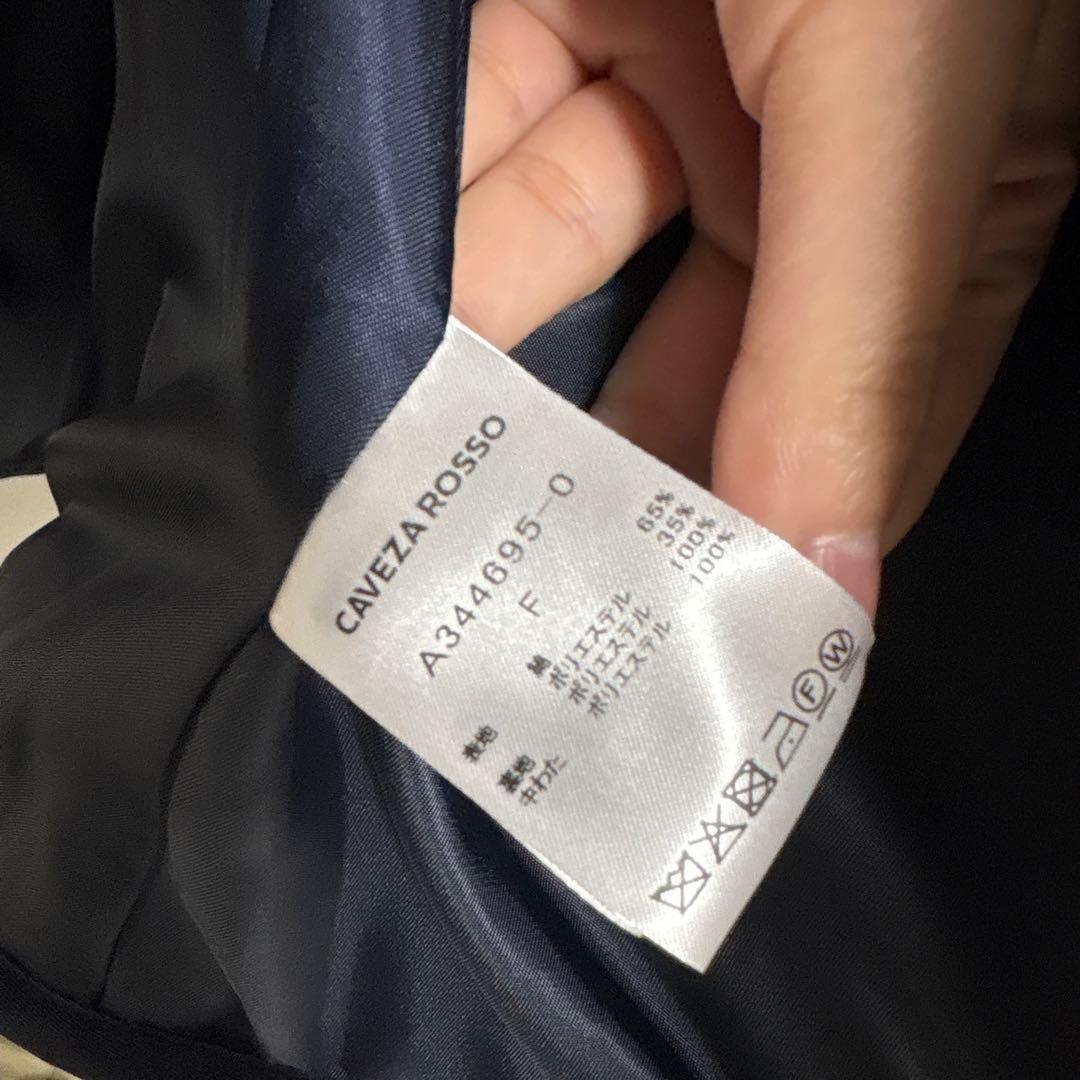 CAVEZA ROSSO
A344695-0
F
表地 綿 65%
ポリエステル 35%
裏地 ポリエステル 100%
中わた ポリエステル 100%
F W